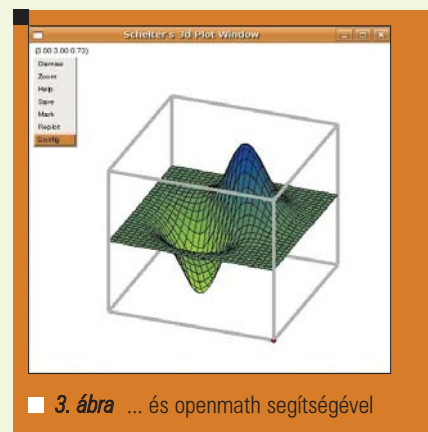 Schelter's 3d Plot Window
(3.00 3.00 0.73)
Dismiss
Zoom
Help
Save
Mark
Replot
Config
3. ábra ... és openmath segítségével